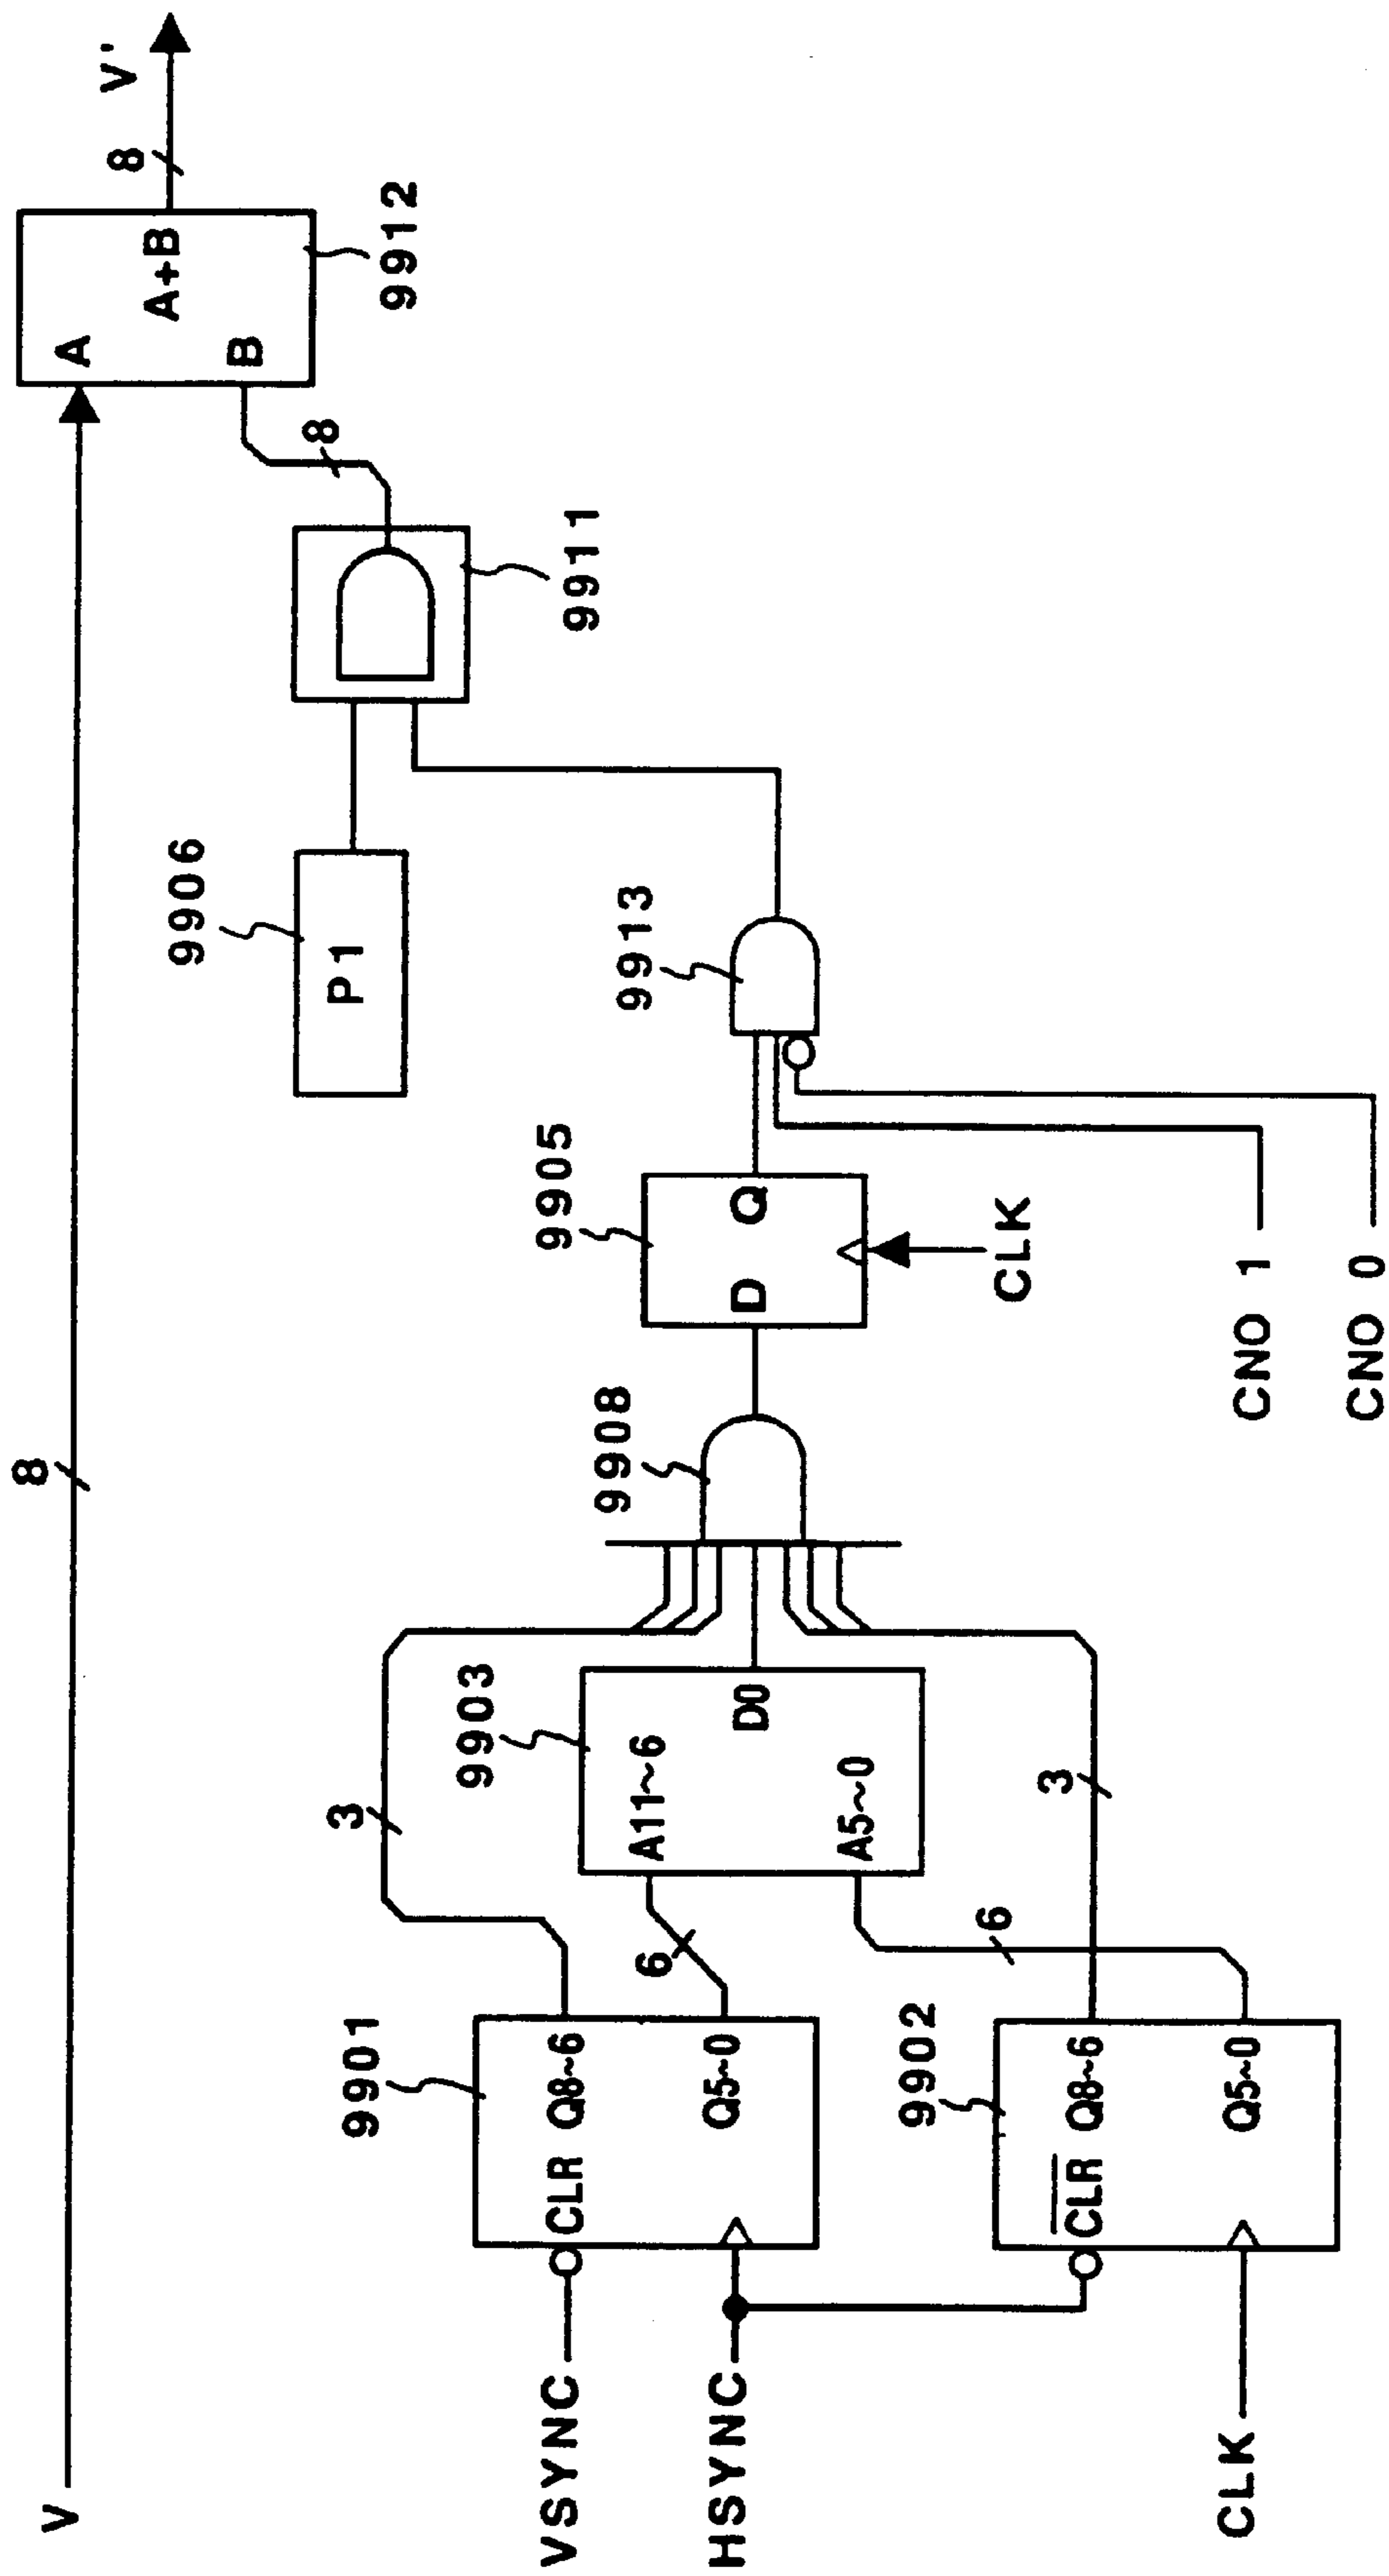 V
8
A
A+B
B
8
V'
9912
8
9911
9906
P1
9913
9905
D
Q
CLK
CNO 1
CNO 0
9908
9903
A11~6
D0
A5~0
3
6
3
6
9901
CLR
Q8~6
Q5~0
9902
CLR
Q8~6
Q5~0
VSYNC
HSYNC
CLK